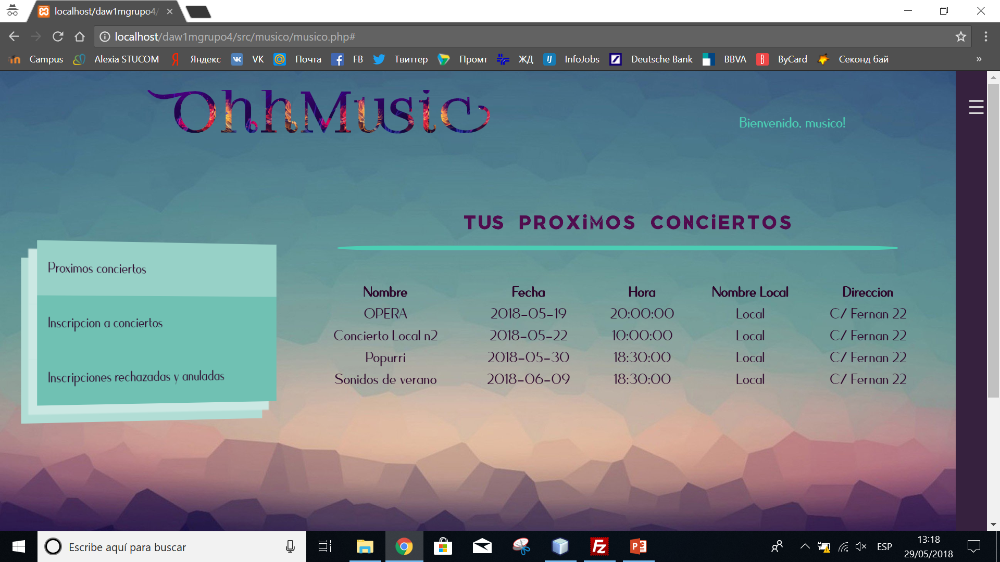 localhost/daw1mgrupo4/
localhost/daw1mgrupo4/src/musico/musico.php#
Campus Alexia STUCOM Яндекс VK Почта FB Твиттер Промт ЖД InfoJobs Deutsche Bank BBVA ByCard Секонд бай »
OhhMusic
Bienvenido, musico!
TUS PROXiMOS CONCiERTOS
Proximos conciertos
Inscripcion a conciertos
Inscripciones rechazadas y anuladas
Nombre Fecha Hora Nombre Local Direccion
OPERA 2018-05-19 20:00:00 Local C/ Fernan 22
Concierto Local n2 2018-05-22 10:00:00 Local C/ Fernan 22
Popurri 2018-05-30 18:30:00 Local C/ Fernan 22
Sonidos de verano 2018-06-09 18:30:00 Local C/ Fernan 22
Escribe aquí para buscar
ESP
13:18
29/05/2018